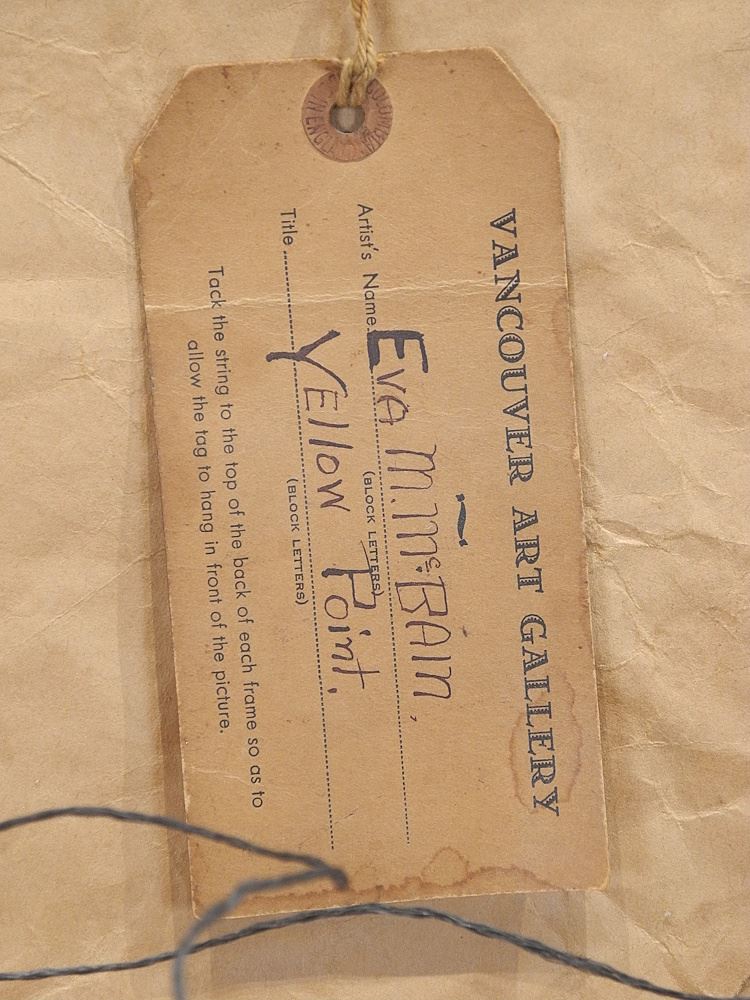 VANCOUVER ART GALLERY
Artist's Name Eva M. McBain.
(BLOCK LETTERS)
Title Yellow Point.
(BLOCK LETTERS)
Tack the string to the top of the back of each frame so as to
allow the tag to hang in front of the picture.
IN ENGLAND